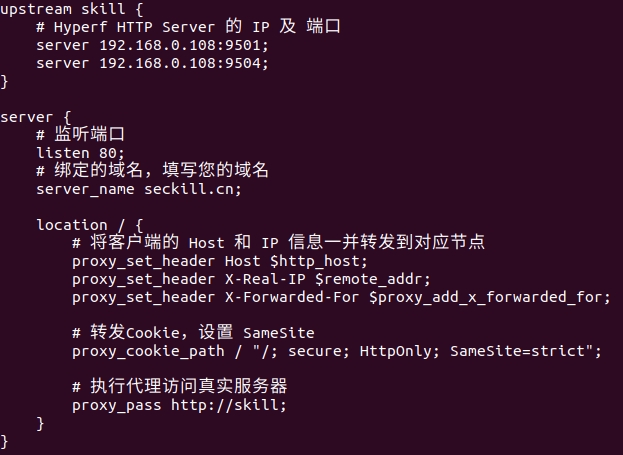 upstream skill {
    # Hyperf HTTP Server 的 IP 及 端口
    server 192.168.0.108:9501;
    server 192.168.0.108:9504;
}

server {
    # 监听端口
    listen 80;
    # 绑定的域名，填写您的域名
    server_name seckill.cn;

    location / {
        # 将客户端的 Host 和 IP 信息一并转发到对应节点
        proxy_set_header Host $http_host;
        proxy_set_header X-Real-IP $remote_addr;
        proxy_set_header X-Forwarded-For $proxy_add_x_forwarded_for;

        # 转发Cookie，设置 SameSite
        proxy_cookie_path / "/; secure; HttpOnly; SameSite=strict";

        # 执行代理访问真实服务器
        proxy_pass http://skill;
    }
}